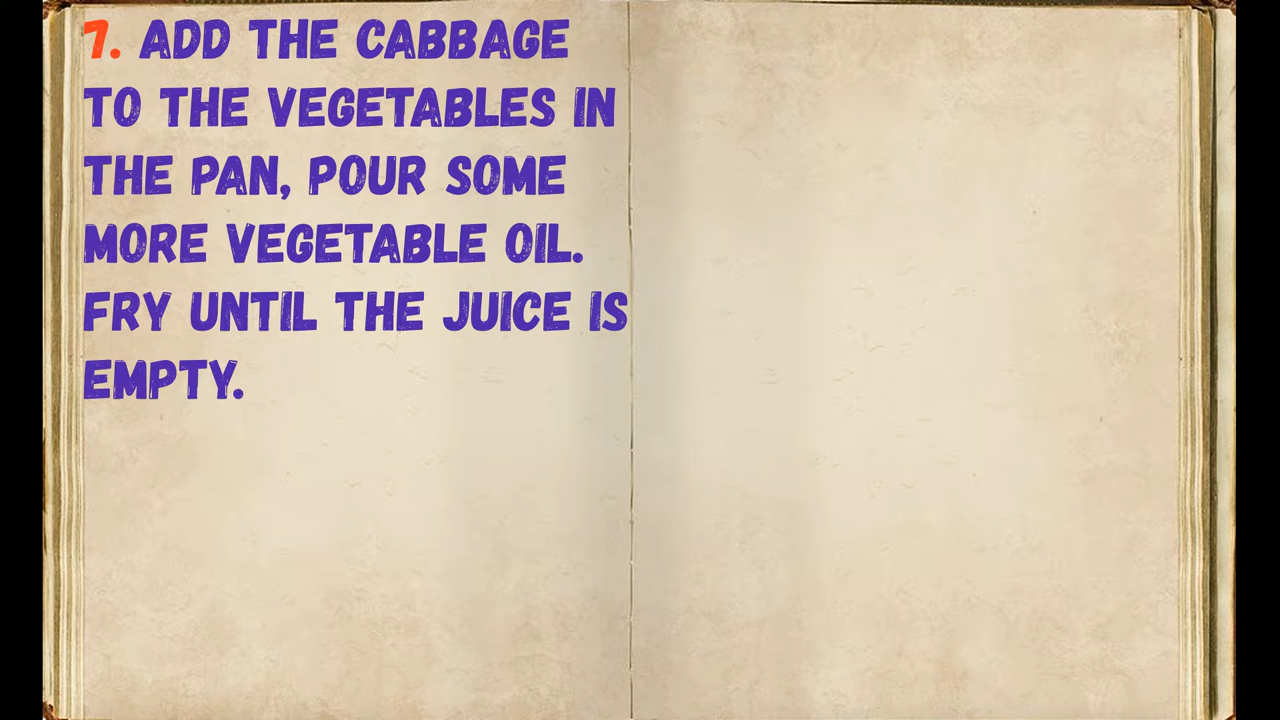 7. ADD THE CABBAGE
TO THE VEGETABLES IN
THE PAN, POUR SOME
MORE VEGETABLE OIL.
FRY UNTIL THE JUICE IS
EMPTY.